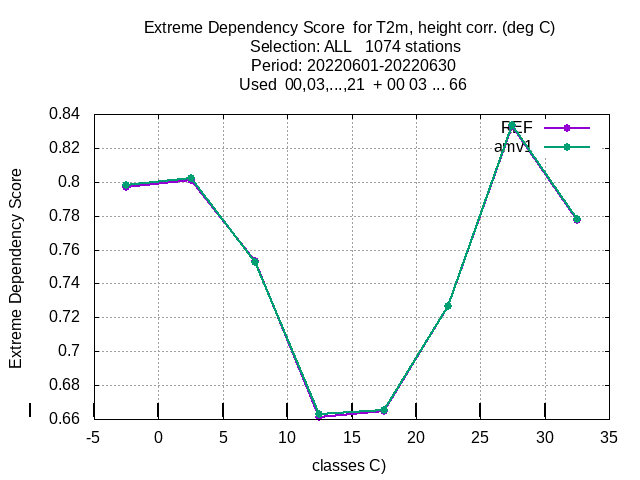 Extreme Dependency Score  for T2m, height corr. (deg C)
Selection: ALL   1074 stations
Period: 20220601-20220630
Used  00,03,...,21  + 00 03 ... 66
REF
amv1
Extreme Dependency Score
0.84
0.82
0.8
0.78
0.76
0.74
0.72
0.7
0.68
0.66
-5
0
5
10
15
20
25
30
35
classes C)